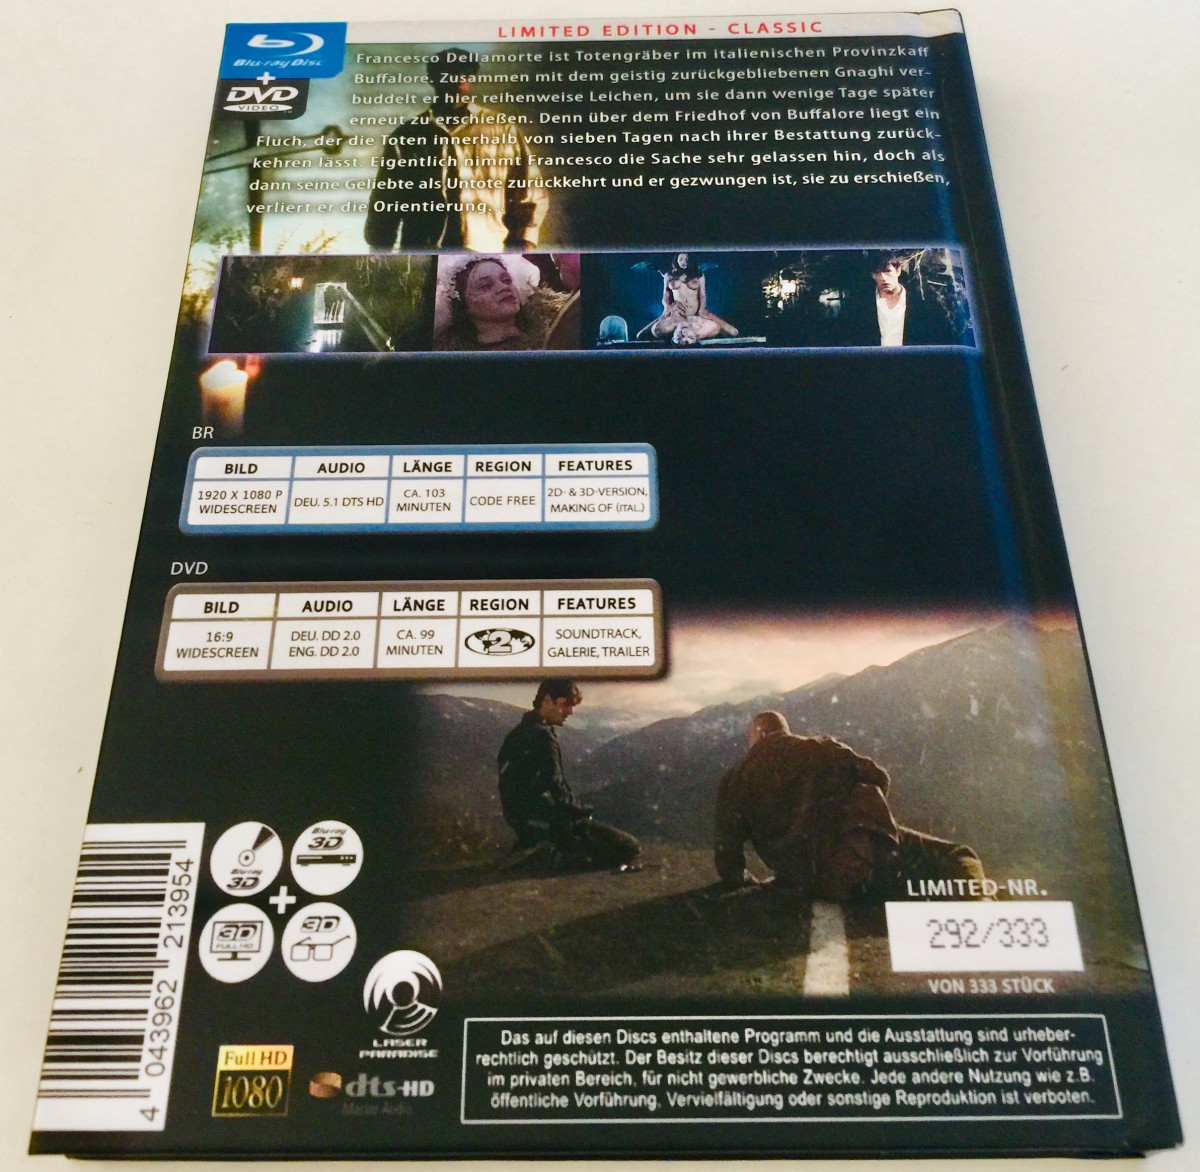 LIMITED EDITION - CLASSIC
Blu-ray Disc
+
DVD
VIDEO
Francesco Dellamorte ist Totengräber im italienischen Provinzkaff
Buffalore. Zusammen mit dem geistig zurückgebliebenen Gnaghi ver-
buddelt er hier reihenweise Leichen, um sie dann wenige Tage später
erneut zu erschießen. Denn über dem Friedhof von Buffalore liegt ein
Fluch, der die Toten innerhalb von sieben Tagen nach ihrer Bestattung zurück-
kehren lässt. Eigentlich nimmt Francesco die Sache sehr gelassen hin, doch als
dann seine Geliebte als Untote zurückkehrt und er gezwungen ist, sie zu erschießen,
verliert er die Orientierung...
BR
BILD AUDIO LÄNGE REGION FEATURES
1920 X 1080 P WIDESCREEN DEU. 5.1 DTS HD CA. 103 MINUTEN CODE FREE 2D- & 3D-VERSION, MAKING OF (ITAL.)
DVD
BILD AUDIO LÄNGE REGION FEATURES
16:9 WIDESCREEN DEU. DD 2.0 ENG. DD 2.0 CA. 99 MINUTEN 2 SOUNDTRACK, GALERIE, TRAILER
Blu-ray 3D
Blu-ray 3D
+
3D FULL HD
3D
4 043962 213954
LASER PARADISE
Full HD
1080
dts-HD
Master Audio
LIMITED-NR.
292/333
VON 333 STÜCK
Das auf diesen Discs enthaltene Programm und die Ausstattung sind urheber-
rechtlich geschützt. Der Besitz dieser Discs berechtigt ausschließlich zur Vorführung
im privaten Bereich, für nicht gewerbliche Zwecke. Jede andere Nutzung wie z.B.
öffentliche Vorführung, Vervielfältigung oder sonstige Reproduktion ist verboten.